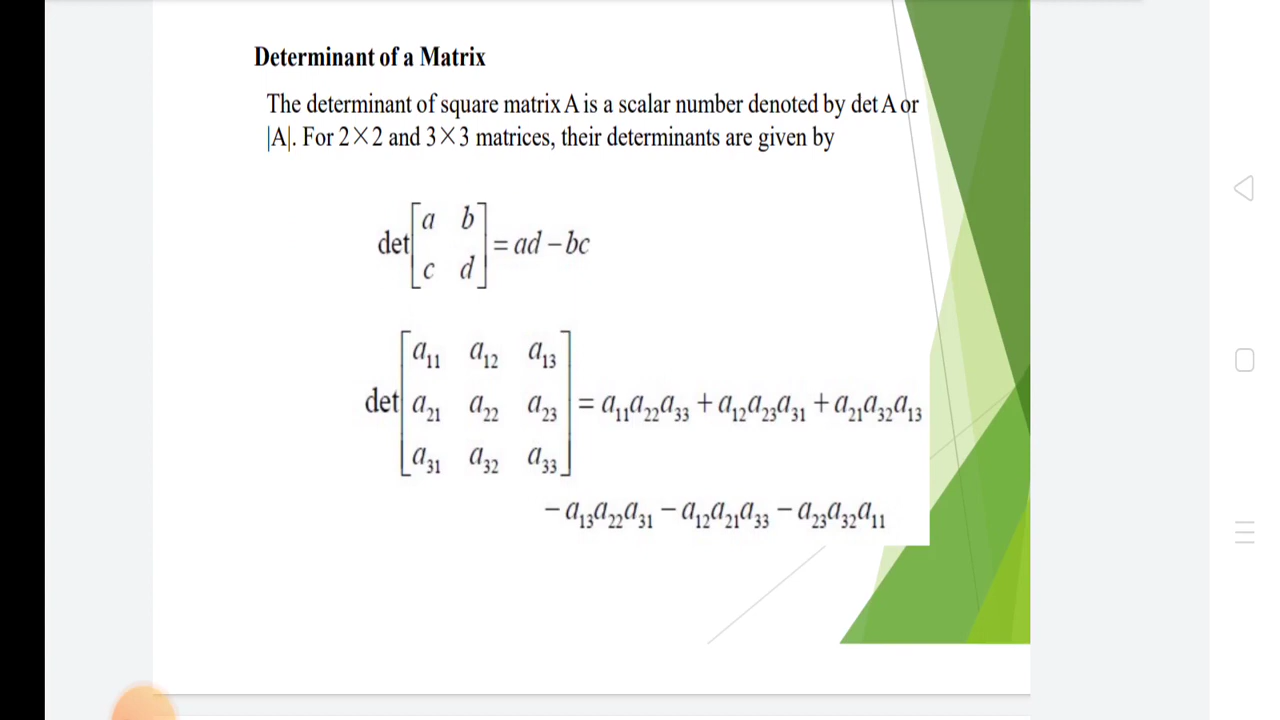 Determinant of a Matrix
The determinant of square matrix A is a scalar number denoted by det A or
|A|. For 2×2 and 3×3 matrices, their determinants are given by
det[a b
c d] = ad − bc
det[a₁₁ a₁₂ a₁₃
a₂₁ a₂₂ a₂₃
a₃₁ a₃₂ a₃₃] = a₁₁a₂₂a₃₃ + a₁₂a₂₃a₃₁ + a₂₁a₃₂a₁₃
− a₁₃a₂₂a₃₁ − a₁₂a₂₁a₃₃ − a₂₃a₃₂a₁₁